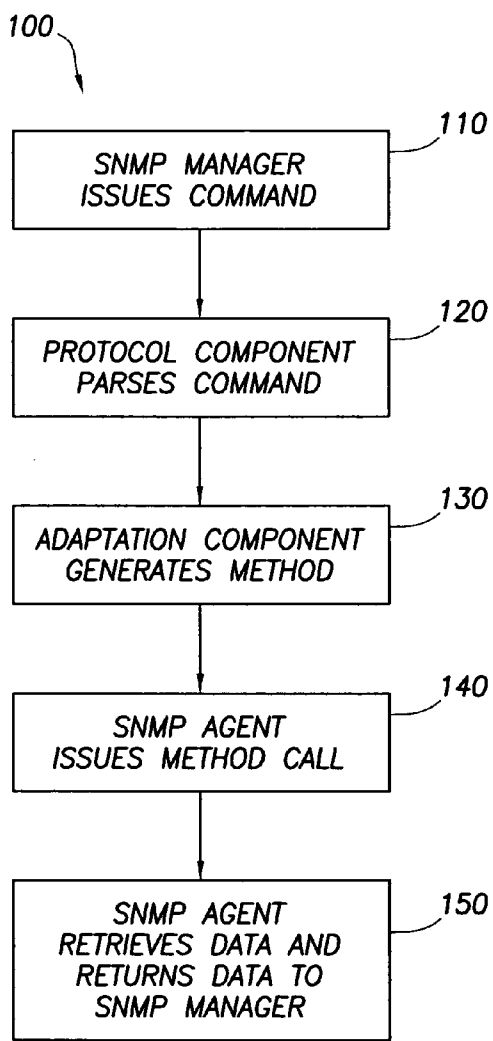 100
110
SNMP MANAGER
ISSUES COMMAND
120
PROTOCOL COMPONENT
PARSES COMMAND
130
ADAPTATION COMPONENT
GENERATES METHOD
140
SNMP AGENT
ISSUES METHOD CALL
150
SNMP AGENT
RETRIEVES DATA AND
RETURNS DATA TO
SNMP MANAGER